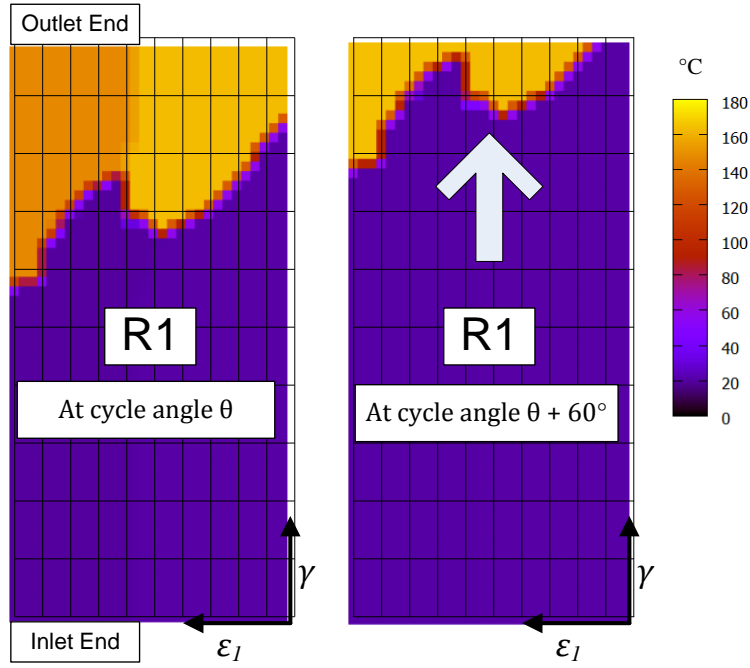 Outlet End
°C
180
160
140
120
100
80
60
40
20
0
R1
R1
At cycle angle θ
At cycle angle θ + 60°
γ
γ
Inlet End
ε1
ε1